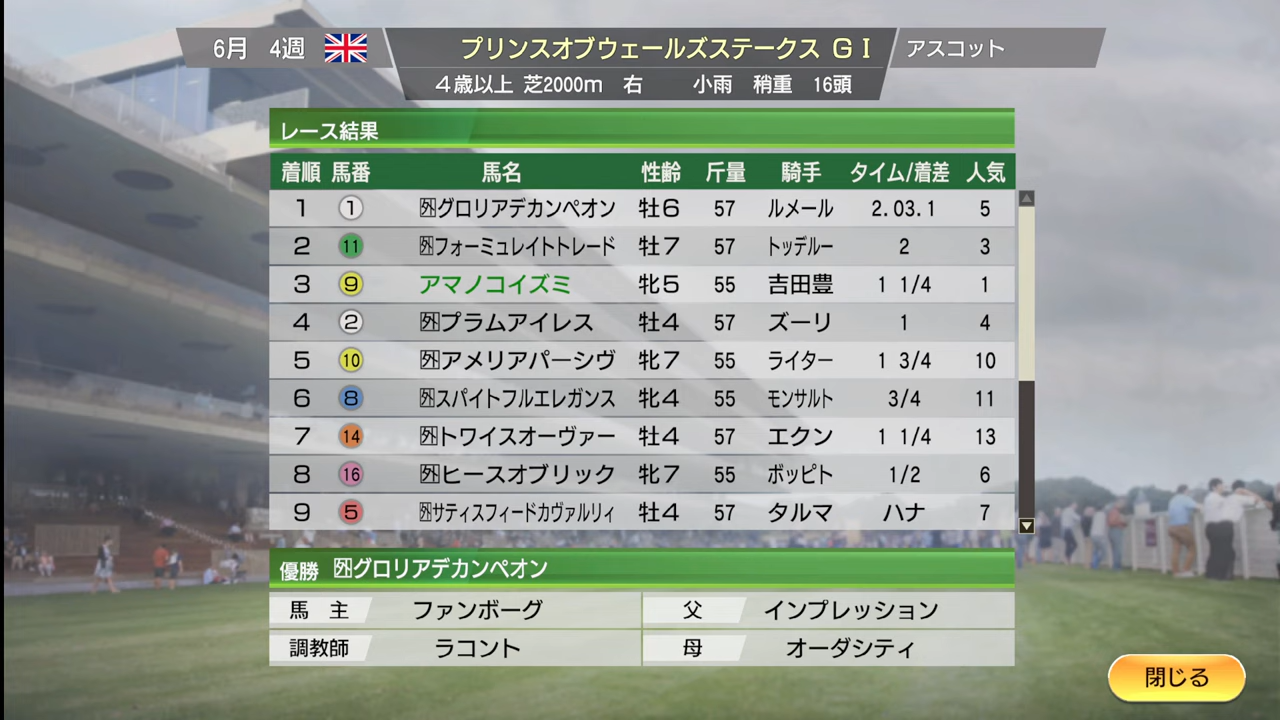 6月 4週 プリンスオブウェールズステークス GⅠ アスコット
4歳以上 芝2000m 右 小雨 稍重 16頭
レース結果
着順 馬番 馬名 性齢 斤量 騎手 タイム/着差 人気
1 1 外グロリアデカンペオン 牡6 57 ルメール 2.03.1 5
2 11 外フォーミュレイトトレード 牡7 57 トッデルー 2 3
3 9 アマノコイズミ 牝5 55 吉田豊 1 1/4 1
4 2 外プラムアイレス 牡4 57 ズーリ 1 4
5 10 外アメリアパーシヴ 牝7 55 ライター 1 3/4 10
6 8 外スパイトフルエレガンス 牝4 55 モンサルト 3/4 11
7 14 外トワイスオーヴァー 牡4 57 エクン 1 1/4 13
8 16 外ヒースオブリック 牝7 55 ボッピト 1/2 6
9 5 外サティスフィードカヴァルリィ 牡4 57 タルマ ハナ 7
優勝 外グロリアデカンペオン
馬主 ファンボーグ 父 インプレッション
調教師 ラコント 母 オーダシティ
閉じる